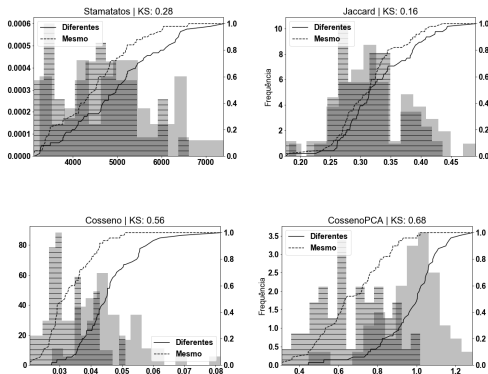 Stamatatos | KS: 0.28
0.0006
0.0005
0.0004
0.0003
0.0002
0.0001
0.0000
1.0
0.8
0.6
0.4
0.2
0.0
Diferentes
Mesmo
4000 5000 6000 7000
Jaccard | KS: 0.16
Frequência
10
8
6
4
2
0
1.0
0.8
0.6
0.4
0.2
0.0
Diferentes
Mesmo
0.20 0.25 0.30 0.35 0.40 0.45
Cosseno | KS: 0.56
80
60
40
20
0
1.0
0.8
0.6
0.4
0.2
0.0
Diferentes
Mesmo
0.03 0.04 0.05 0.06 0.07 0.08
CossenoPCA | KS: 0.68
Frequência
3.5
3.0
2.5
2.0
1.5
1.0
0.5
0.0
1.0
0.8
0.6
0.4
0.2
0.0
Diferentes
Mesmo
0.4 0.6 0.8 1.0 1.2